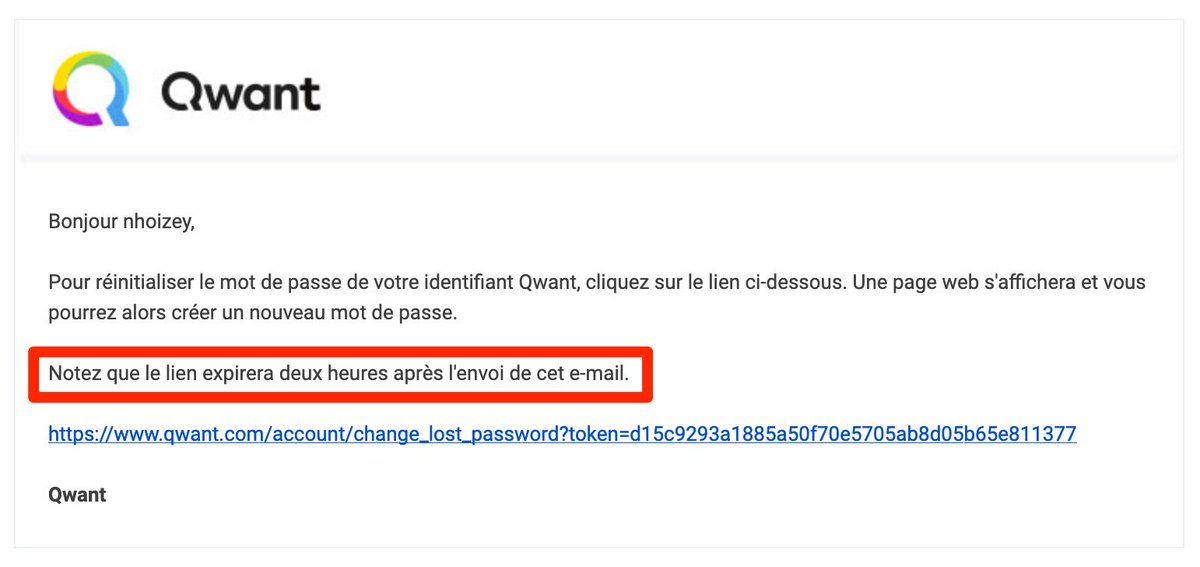 Qwant
Bonjour nhoizey,
Pour réinitialiser le mot de passe de votre identifiant Qwant, cliquez sur le lien ci-dessous. Une page web s'affichera et vous
pourrez alors créer un nouveau mot de passe.
Notez que le lien expirera deux heures après l'envoi de cet e-mail.
https://www.qwant.com/account/change_lost_password?token=d15c9293a1885a50f70e5705ab8d05b65e811377
Qwant